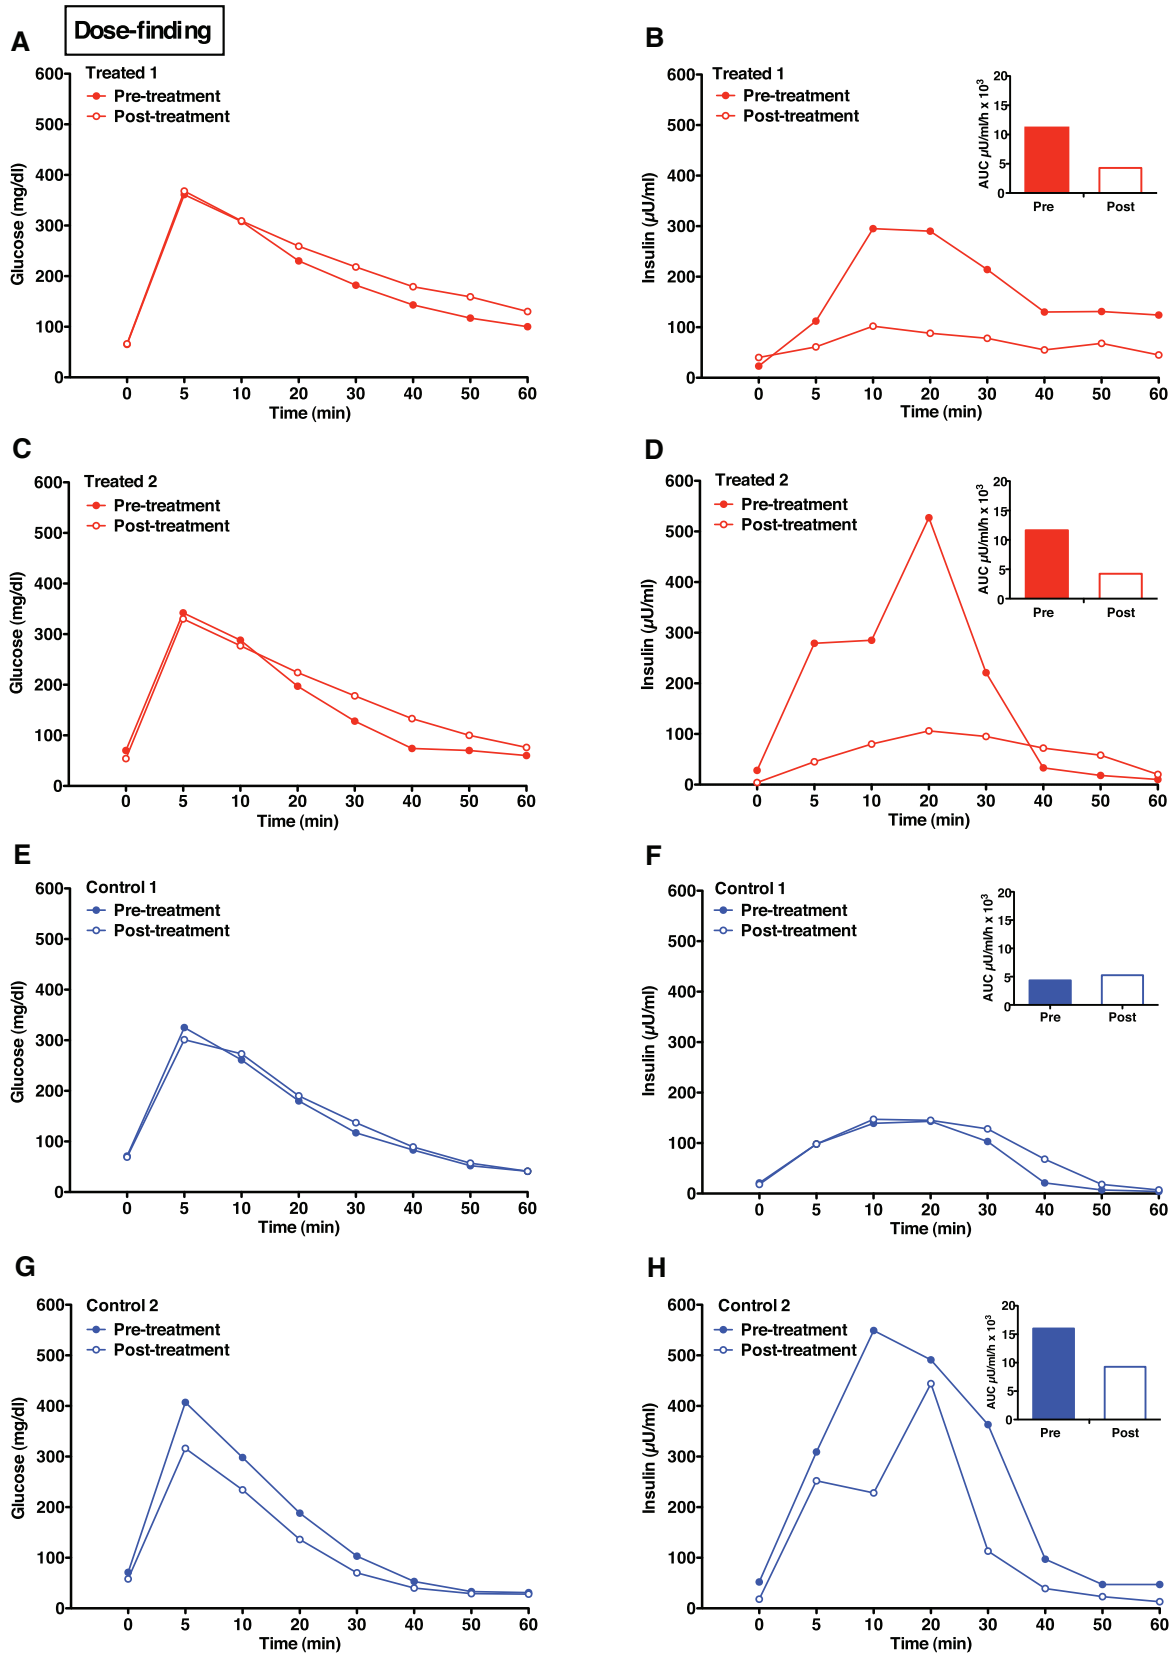 Dose-finding
A
Treated 1
Pre-treatment
Post-treatment
600
500
400
300
200
100
0
Glucose (mg/dl)
0 5 10 20 30 40 50 60
Time (min)
B
Treated 1
Pre-treatment
Post-treatment
600
500
400
300
200
100
0
Insulin (µU/ml)
0 5 10 20 30 40 50 60
Time (min)
AUC µU/ml/h x 10³
20
15
10
5
0
Pre Post
C
Treated 2
Pre-treatment
Post-treatment
600
500
400
300
200
100
0
Glucose (mg/dl)
0 5 10 20 30 40 50 60
Time (min)
D
Treated 2
Pre-treatment
Post-treatment
600
500
400
300
200
100
0
Insulin (µU/ml)
0 5 10 20 30 40 50 60
Time (min)
AUC µU/ml/h x 10³
20
15
10
5
0
Pre Post
E
Control 1
Pre-treatment
Post-treatment
600
500
400
300
200
100
0
Glucose (mg/dl)
0 5 10 20 30 40 50 60
Time (min)
F
Control 1
Pre-treatment
Post-treatment
600
500
400
300
200
100
0
Insulin (µU/ml)
0 5 10 20 30 40 50 60
Time (min)
AUC µU/ml/h x 10³
20
15
10
5
0
Pre Post
G
Control 2
Pre-treatment
Post-treatment
600
500
400
300
200
100
0
Glucose (mg/dl)
0 5 10 20 30 40 50 60
Time (min)
H
Control 2
Pre-treatment
Post-treatment
600
500
400
300
200
100
0
Insulin (µU/ml)
0 5 10 20 30 40 50 60
Time (min)
AUC µU/ml/h x 10³
20
15
10
5
0
Pre Post